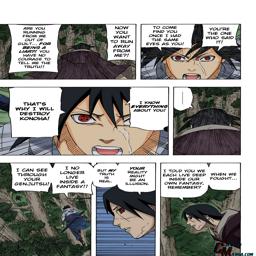 YOU'RE
THE ONE
WHO
TO COME
FIND YOU
ONCE I HAD
THE SAME
EYES AS YOU!!
NOW
YOU WANT
TO RUN
AWAY FROM
ME?!
ARE YOU
RUNNING
FROM ME
OUT OF
GUILT...FOR
BEING A
LIAR?! YOU
HAVE NO
COURAGE TO
TELL ME
THE TRUTH!!
I KNOW
EVERYTHING
ABOUT YOU!!
THAT'S
WHY I WILL
DESTROY
KONOHA!
WHEN WE
FOUGHT...
I TOLD YOU WE
EACH LIVE DEEP
INSIDE OUR OWN
FANTASY.
REMEMBER?
YOUR
REALITY
MIGHT BE
AN ILLUSION.
BUT MY
TRUTH
IS REAL.
I NO
LONGER
LIVE
INSIDE A
FANTASY!!
I CAN SEE
THROUGH
YOUR
GENJUTSU!